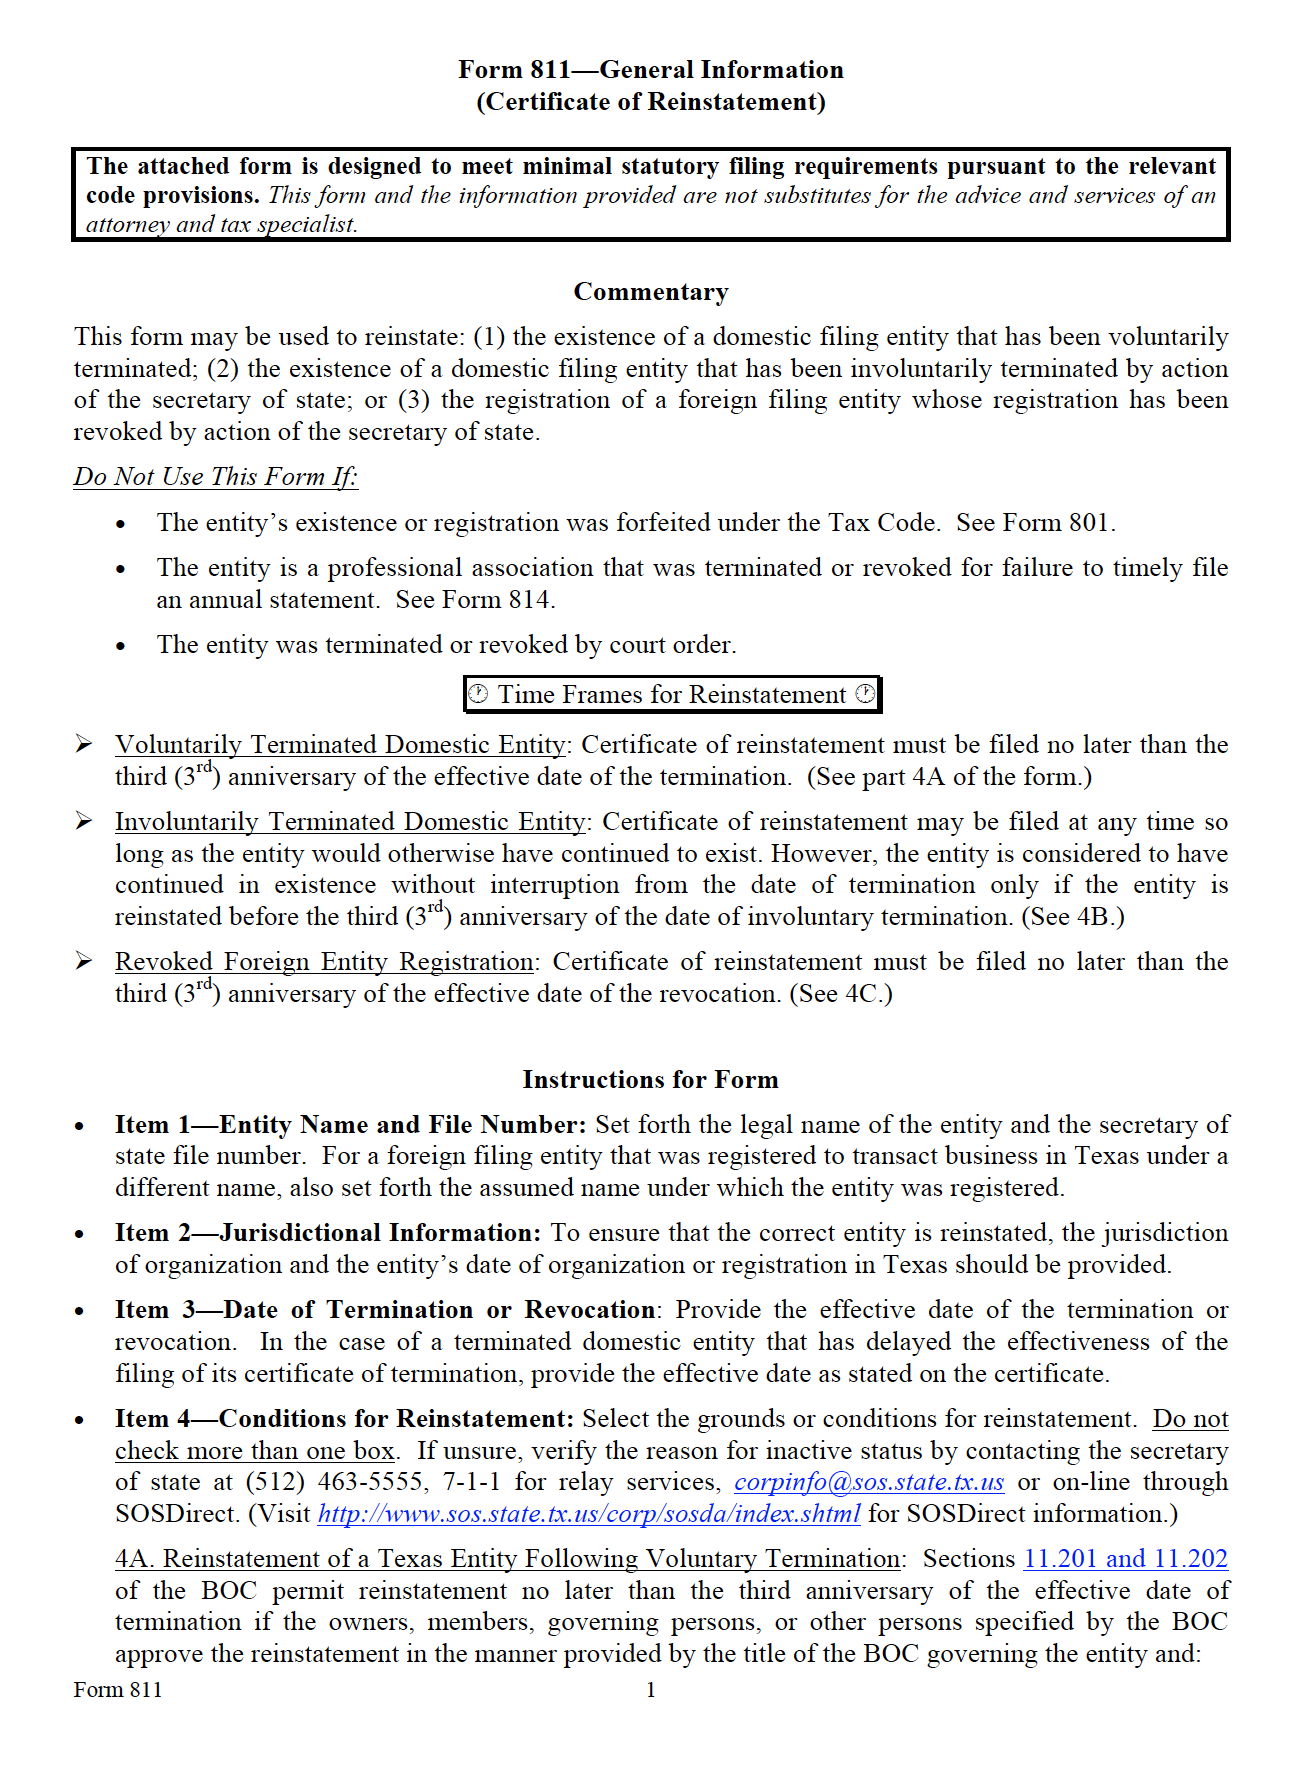 Form 811—General Information
(Certificate of Reinstatement)
The attached form is designed to meet minimal statutory filing requirements pursuant to the relevant
code provisions. This form and the information provided are not substitutes for the advice and services of an
attorney and tax specialist.
Commentary
This form may be used to reinstate: (1) the existence of a domestic filing entity that has been voluntarily
terminated; (2) the existence of a domestic filing entity that has been involuntarily terminated by action
of the secretary of state; or (3) the registration of a foreign filing entity whose registration has been
revoked by action of the secretary of state.
Do Not Use This Form If:
• The entity’s existence or registration was forfeited under the Tax Code.  See Form 801.
• The entity is a professional association that was terminated or revoked for failure to timely file
an annual statement.  See Form 814.
• The entity was terminated or revoked by court order.
🕐 Time Frames for Reinstatement 🕐
➢ Voluntarily Terminated Domestic Entity: Certificate of reinstatement must be filed no later than the
third (3rd) anniversary of the effective date of the termination.  (See part 4A of the form.)
➢ Involuntarily Terminated Domestic Entity: Certificate of reinstatement may be filed at any time so
long as the entity would otherwise have continued to exist. However, the entity is considered to have
continued in existence without interruption from the date of termination only if the entity is
reinstated before the third (3rd) anniversary of the date of involuntary termination. (See 4B.)
➢ Revoked Foreign Entity Registration: Certificate of reinstatement must be filed no later than the
third (3rd) anniversary of the effective date of the revocation. (See 4C.)
Instructions for Form
• Item 1—Entity Name and File Number: Set forth the legal name of the entity and the secretary of
state file number.  For a foreign filing entity that was registered to transact business in Texas under a
different name, also set forth the assumed name under which the entity was registered.
• Item 2—Jurisdictional Information: To ensure that the correct entity is reinstated, the jurisdiction
of organization and the entity’s date of organization or registration in Texas should be provided.
• Item 3—Date of Termination or Revocation: Provide the effective date of the termination or
revocation.  In the case of a terminated domestic entity that has delayed the effectiveness of the
filing of its certificate of termination, provide the effective date as stated on the certificate.
• Item 4—Conditions for Reinstatement: Select the grounds or conditions for reinstatement.  Do not
check more than one box.  If unsure, verify the reason for inactive status by contacting the secretary
of state at (512) 463-5555, 7-1-1 for relay services, corpinfo@sos.state.tx.us or on-line through
SOSDirect. (Visit http://www.sos.state.tx.us/corp/sosda/index.shtml for SOSDirect information.)
4A. Reinstatement of a Texas Entity Following Voluntary Termination:  Sections 11.201 and 11.202
of the BOC permit reinstatement no later than the third anniversary of the effective date of
termination if the owners, members, governing persons, or other persons specified by the BOC
approve the reinstatement in the manner provided by the title of the BOC governing the entity and:
Form 811 1